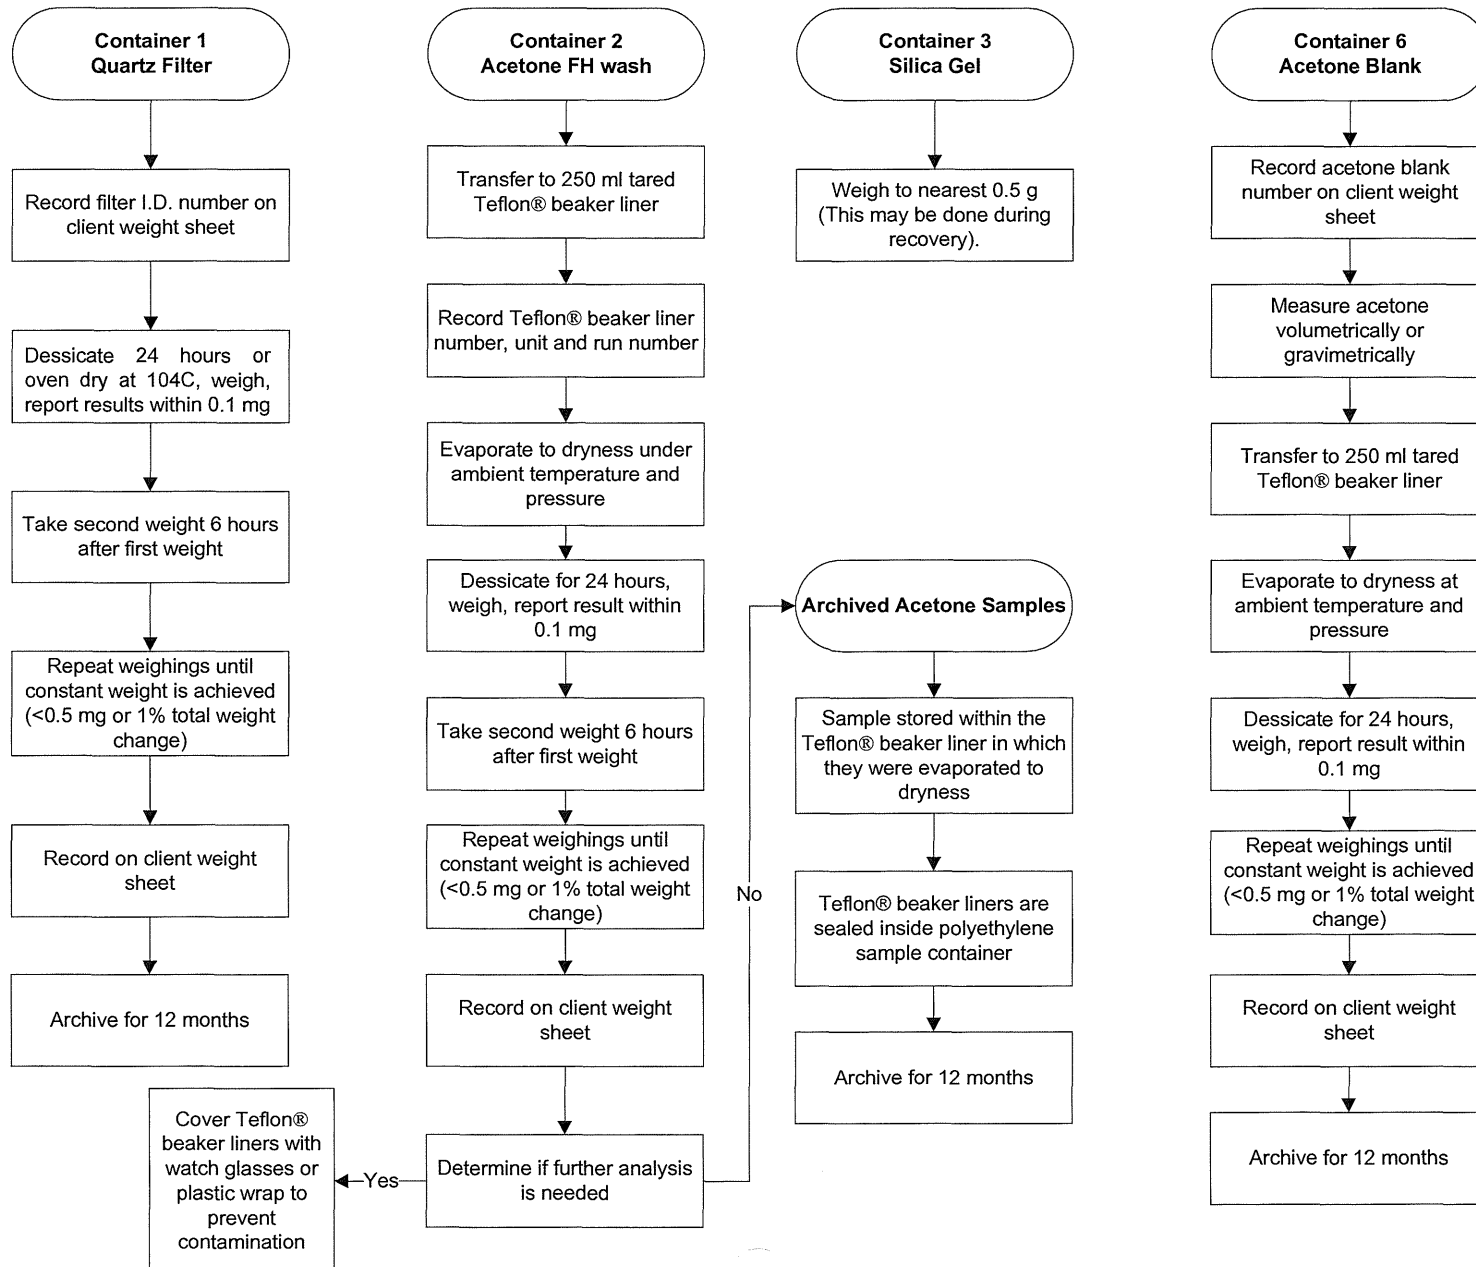 Container 1
Quartz Filter
Record filter I.D. number on
client weight sheet
Dessicate 24 hours or
oven dry at 104C, weigh,
report results within 0.1 mg
Take second weight 6 hours
after first weight
Repeat weighings until
constant weight is achieved
(<0.5 mg or 1% total weight
change)
Record on client weight
sheet
Archive for 12 months
Container 2
Acetone FH wash
Transfer to 250 ml tared
Teflon® beaker liner
Record Teflon® beaker liner
number, unit and run number
Evaporate to dryness under
ambient temperature and
pressure
Dessicate for 24 hours,
weigh, report result within
0.1 mg
Take second weight 6 hours
after first weight
Repeat weighings until
constant weight is achieved
(<0.5 mg or 1% total weight
change)
Record on client weight
sheet
Determine if further analysis
is needed
Yes
Cover Teflon®
beaker liners with
watch glasses or
plastic wrap to
prevent
contamination
No
Container 3
Silica Gel
Weigh to nearest 0.5 g
(This may be done during
recovery).
Archived Acetone Samples
Sample stored within the
Teflon® beaker liner in which
they were evaporated to
dryness
Teflon® beaker liners are
sealed inside polyethylene
sample container
Archive for 12 months
Container 6
Acetone Blank
Record acetone blank
number on client weight
sheet
Measure acetone
volumetrically or
gravimetrically
Transfer to 250 ml tared
Teflon® beaker liner
Evaporate to dryness at
ambient temperature and
pressure
Dessicate for 24 hours,
weigh, report result within
0.1 mg
Repeat weighings until
constant weight is achieved
(<0.5 mg or 1% total weight
change)
Record on client weight
sheet
Archive for 12 months